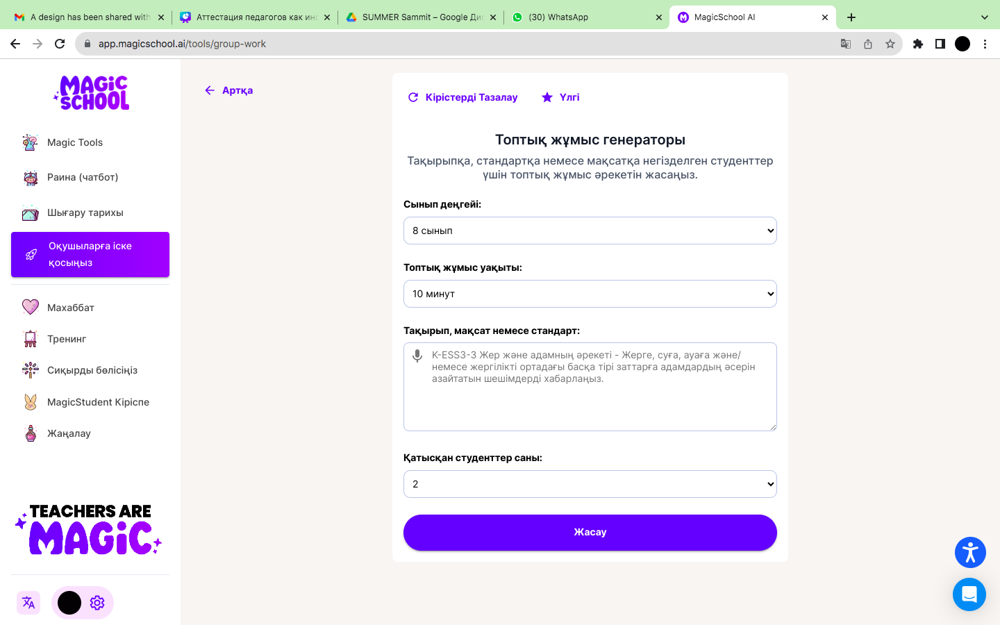 A design has been shared with
Аттестация педагогов как инс
SUMMER Sammit – Google Дис
(30) WhatsApp
MagicSchool AI
app.magicschool.ai/tools/group-work
MAGIC
SCHOOL
Magic Tools
Раина (чатбот)
Шығару тарихы
Оқушыларға іске
қосыңыз
Махаббат
Тренинг
Сиқырды бөлісіңіз
MagicStudent Кіріспе
Жаңалау
TEACHERS ARE
MAGIC
Артқа
Кірістерді Тазалау
Үлгі
Топтық жұмыс генераторы
Тақырыпқа, стандартқа немесе мақсатқа негізделген студенттер
үшін топтық жұмыс әрекетін жасаңыз.
Сынып деңгейі:
8 сынып
Топтық жұмыс уақыты:
10 минут
Тақырып, мақсат немесе стандарт:
K-ESS3-3 Жер және адамның әрекеті - Жерге, суға, ауаға және/
немесе жергілікті ортадағы басқа тірі заттарға адамдардың әсерін
азайтатын шешімдерді хабарлаңыз.
Қатысқан студенттер саны:
2
Жасау